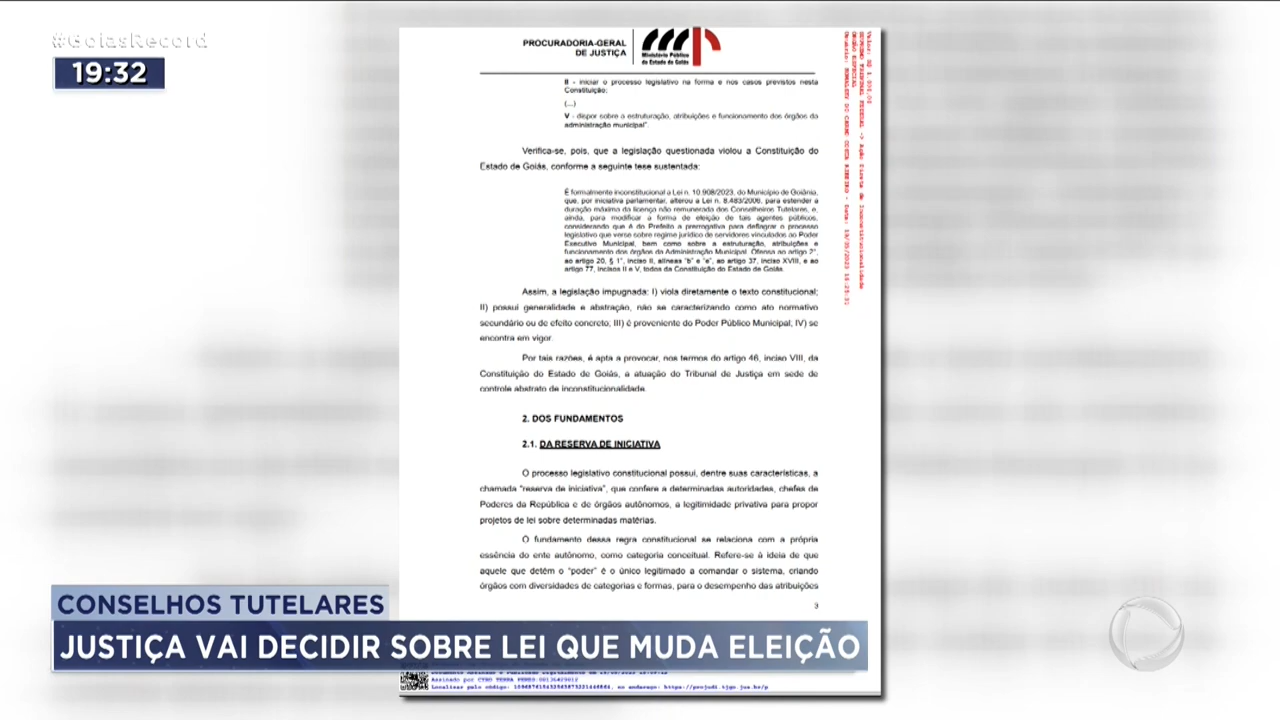 #GoiásRecord
19:32
PROCURADORIA-GERAL
DE JUSTIÇA
Ministério Público
do Estado de Goiás
II - iniciar o processo legislativo na forma e nos casos previstos nesta
Constituição;
(...)
V - dispor sobre a estruturação, atribuições e funcionamento dos órgãos da
administração municipal".
Verifica-se, pois, que a legislação questionada violou a Constituição do
Estado de Goiás, conforme a seguinte tese sustentada:
É formalmente inconstitucional a Lei n. 10.908/2023, do Município de Goiânia,
que, por iniciativa parlamentar, alterou a Lei n. 8.483/2006, para estender a
duração máxima da licença não remunerada dos Conselheiros Tutelares, e,
ainda, para modificar a forma de eleição de tais agentes públicos,
considerando que é do Prefeito a prerrogativa para deflagrar o processo
legislativo que verse sobre regime jurídico de servidores vinculados ao Poder
Executivo Municipal, bem como sobre a estruturação, atribuições e
funcionamento dos órgãos da Administração Municipal. Ofensa ao artigo 2º,
ao artigo 20, § 1º, inciso II, alíneas "b" e "e", ao artigo 37, inciso XVIII, e ao
artigo 77, incisos II e V, todos da Constituição do Estado de Goiás.
Assim, a legislação impugnada: I) viola diretamente o texto constitucional;
II) possui generalidade e abstração, não se caracterizando como ato normativo
secundário ou de efeito concreto; III) é proveniente do Poder Público Municipal; IV) se
encontra em vigor.
Por tais razões, é apta a provocar, nos termos do artigo 46, inciso VIII, da
Constituição do Estado de Goiás, a atuação do Tribunal de Justiça em sede de
controle abstrato de inconstitucionalidade.
2. DOS FUNDAMENTOS
2.1. DA RESERVA DE INICIATIVA
O processo legislativo constitucional possui, dentre suas características, a
chamada "reserva de iniciativa", que confere a determinadas autoridades, chefes de
Poderes da República e de órgãos autônomos, a legitimidade privativa para propor
projetos de lei sobre determinadas matérias.
O fundamento dessa regra constitucional se relaciona com a própria
essência do ente autônomo, como categoria conceitual. Refere-se à ideia de que
aquele que detém o "poder" é o único legitimado a comandar o sistema, criando
órgãos com diversidades de categorias e formas, para o desempenho das atribuições
3
CONSELHOS TUTELARES
JUSTIÇA VAI DECIDIR SOBRE LEI QUE MUDA ELEIÇÃO